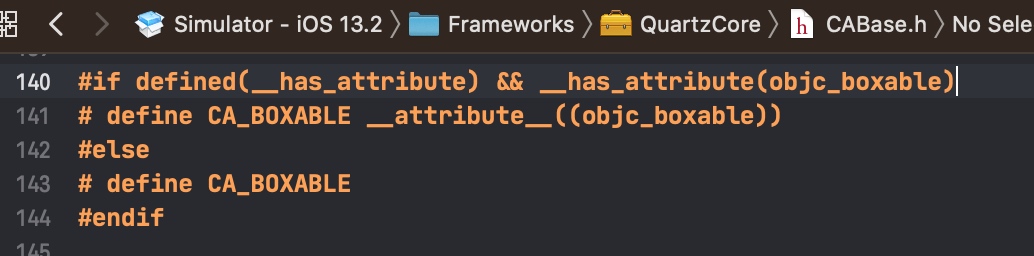 Simulator - iOS 13.2 〉 Frameworks 〉 QuartzCore 〉 h CABase.h 〉 No Sele
140 #if defined(__has_attribute) && __has_attribute(objc_boxable)
141 # define CA_BOXABLE __attribute__((objc_boxable))
142 #else
143 # define CA_BOXABLE
144 #endif
145